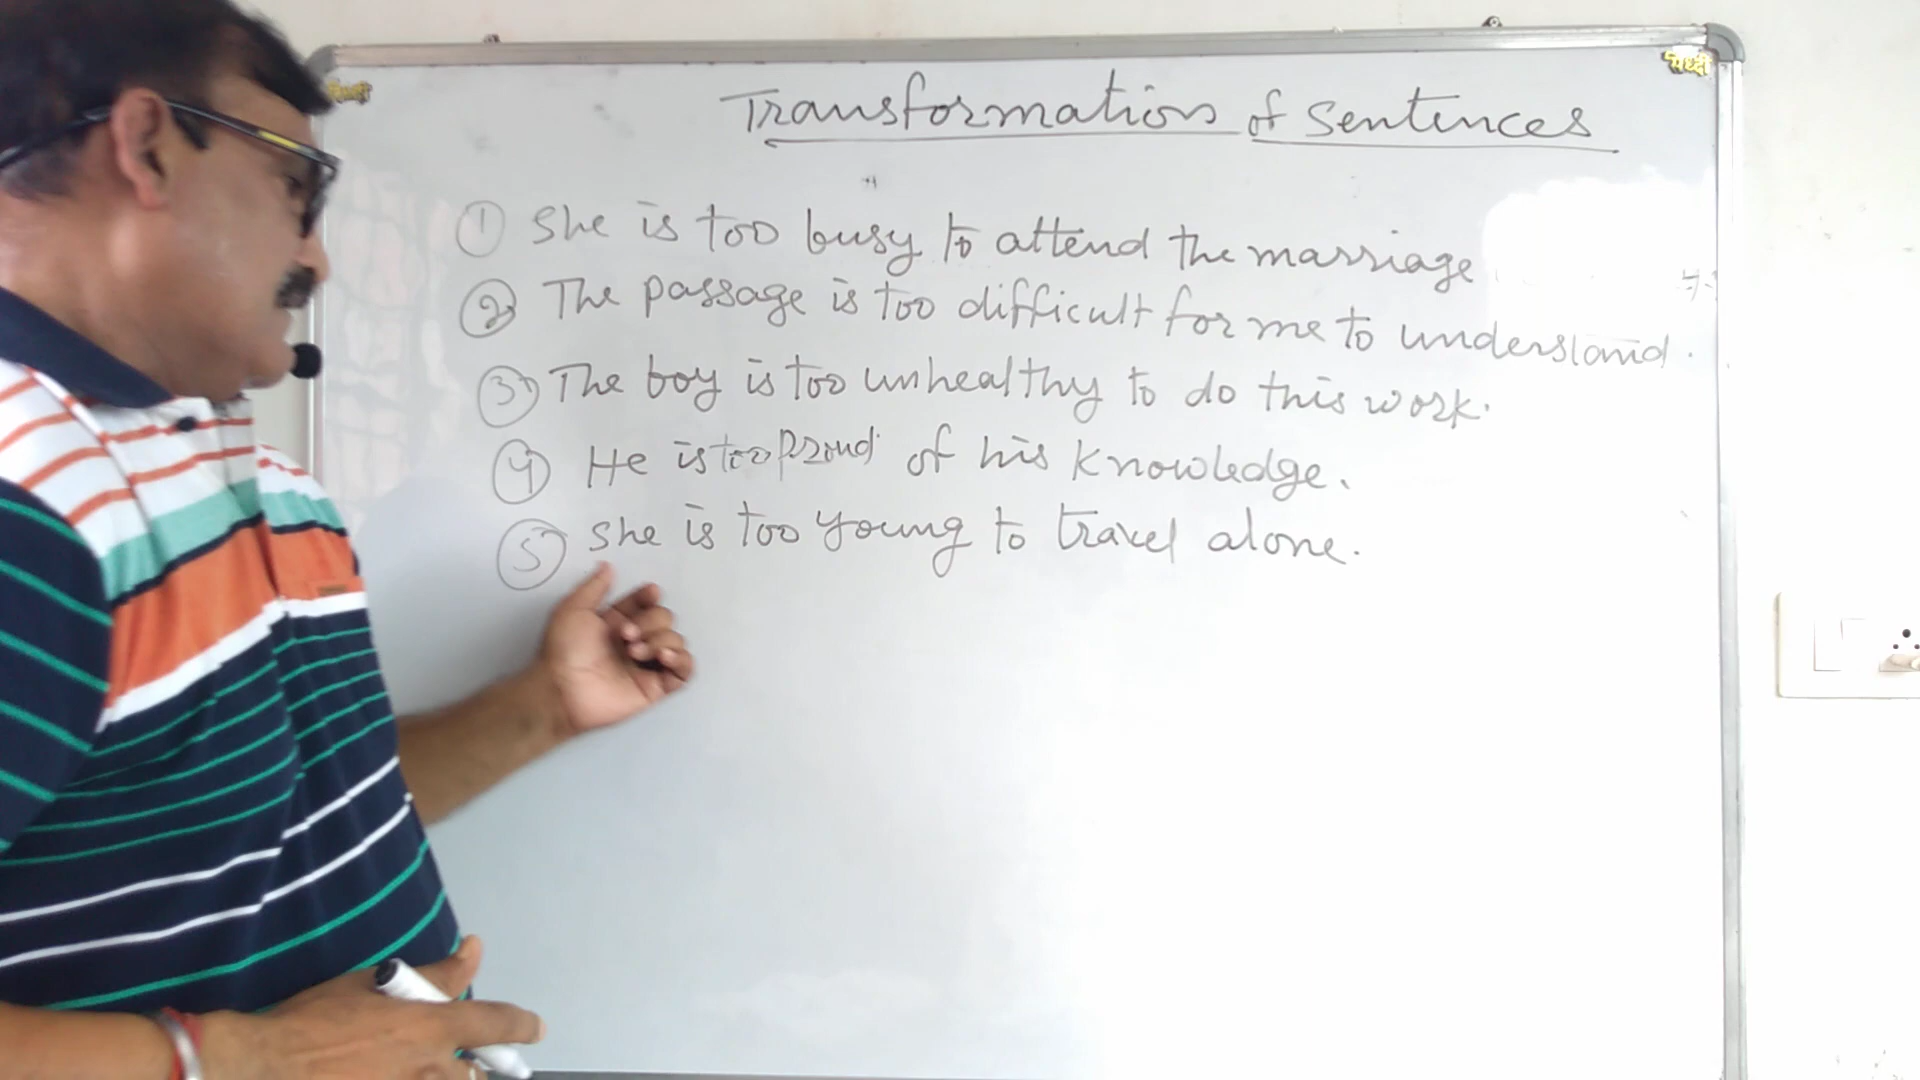 Transformation of Sentences
① She is too busy to attend the marriage
② The passage is too difficult for me to understand.
③ The boy is too unhealthy to do this work.
④ He is too proud of his knowledge.
⑤ She is too young to travel alone.